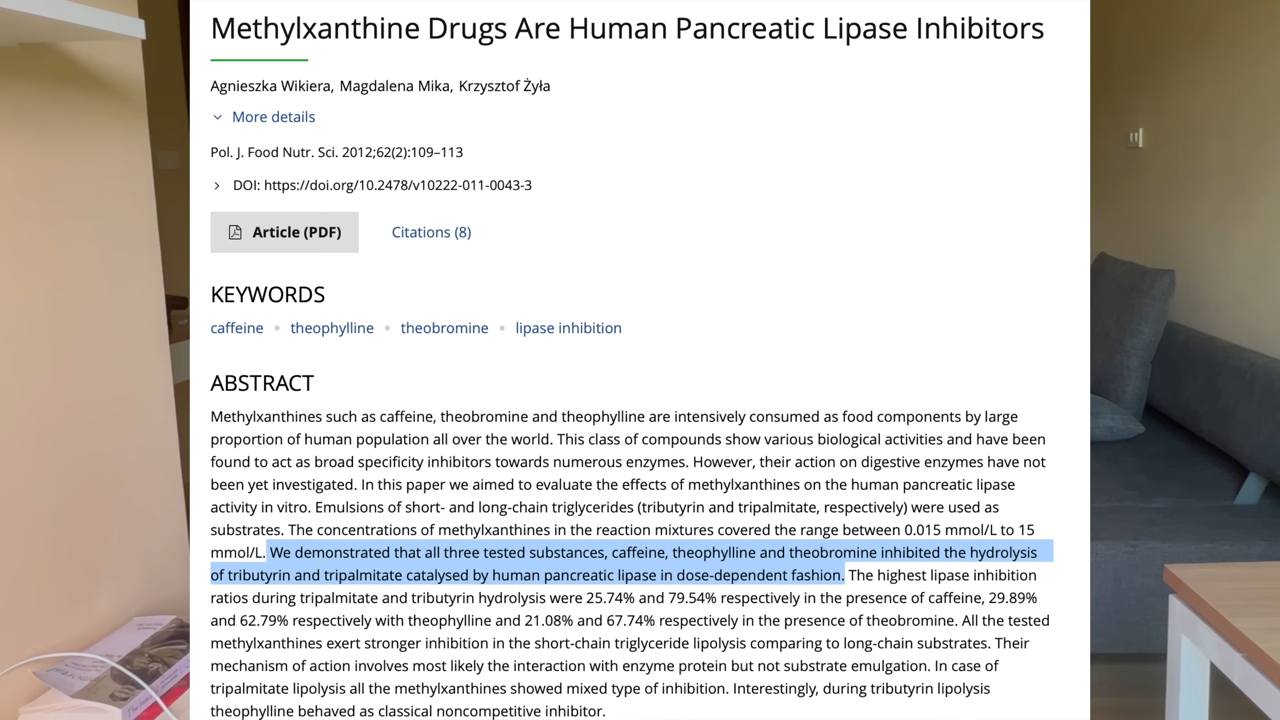 Methylxanthine Drugs Are Human Pancreatic Lipase Inhibitors
Agnieszka Wikiera, Magdalena Mika, Krzysztof Żyła
More details
Pol. J. Food Nutr. Sci. 2012;62(2):109–113
DOI: https://doi.org/10.2478/v10222-011-0043-3
Article (PDF) Citations (8)
KEYWORDS
caffeine • theophylline • theobromine • lipase inhibition
ABSTRACT
Methylxanthines such as caffeine, theobromine and theophylline are intensively consumed as food components by large
proportion of human population all over the world. This class of compounds show various biological activities and have been
found to act as broad specificity inhibitors towards numerous enzymes. However, their action on digestive enzymes have not
been yet investigated. In this paper we aimed to evaluate the effects of methylxanthines on the human pancreatic lipase
activity in vitro. Emulsions of short- and long-chain triglycerides (tributyrin and tripalmitate, respectively) were used as
substrates. The concentrations of methylxanthines in the reaction mixtures covered the range between 0.015 mmol/L to 15
mmol/L. We demonstrated that all three tested substances, caffeine, theophylline and theobromine inhibited the hydrolysis
of tributyrin and tripalmitate catalysed by human pancreatic lipase in dose-dependent fashion. The highest lipase inhibition
ratios during tripalmitate and tributyrin hydrolysis were 25.74% and 79.54% respectively in the presence of caffeine, 29.89%
and 62.79% respectively with theophylline and 21.08% and 67.74% respectively in the presence of theobromine. All the tested
methylxanthines exert stronger inhibition in the short-chain triglyceride lipolysis comparing to long-chain substrates. Their
mechanism of action involves most likely the interaction with enzyme protein but not substrate emulgation. In case of
tripalmitate lipolysis all the methylxanthines showed mixed type of inhibition. Interestingly, during tributyrin lipolysis
theophylline behaved as classical noncompetitive inhibitor.